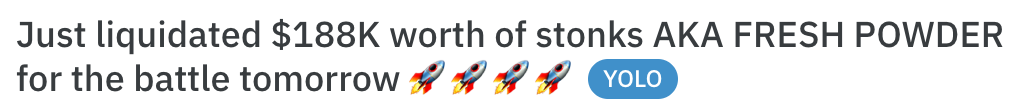 Just liquidated $188K worth of stonks AKA FRESH POWDER
for the battle tomorrow 🚀 🚀 🚀 🚀 YOLO